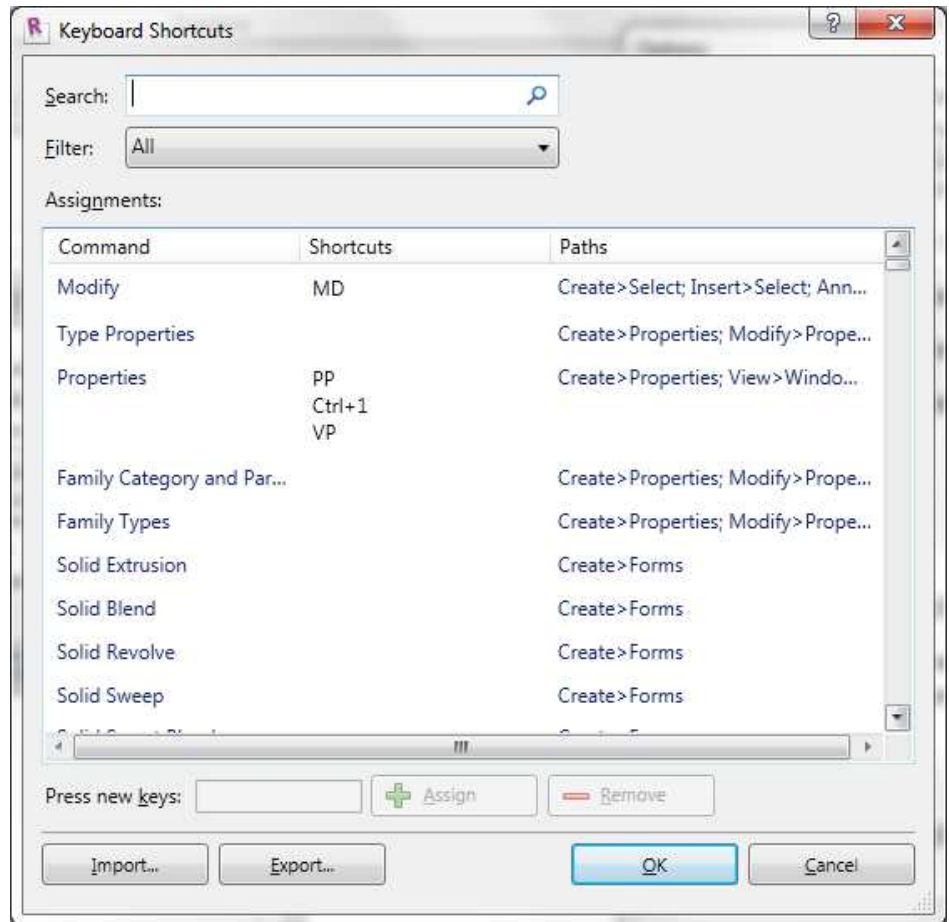 R Keyboard Shortcuts ?
Search:
Filter: All
Assignments:
Command Shortcuts Paths
Modify MD Create>Select; Insert>Select; Ann...
Type Properties Create>Properties; Modify>Prope...
Properties PP Create>Properties; View>Windo...
Ctrl+1
VP
Family Category and Par... Create>Properties; Modify>Prope...
Family Types Create>Properties; Modify>Prope...
Solid Extrusion Create>Forms
Solid Blend Create>Forms
Solid Revolve Create>Forms
Solid Sweep Create>Forms
Press new keys: Assign Remove
Import... Export... OK Cancel